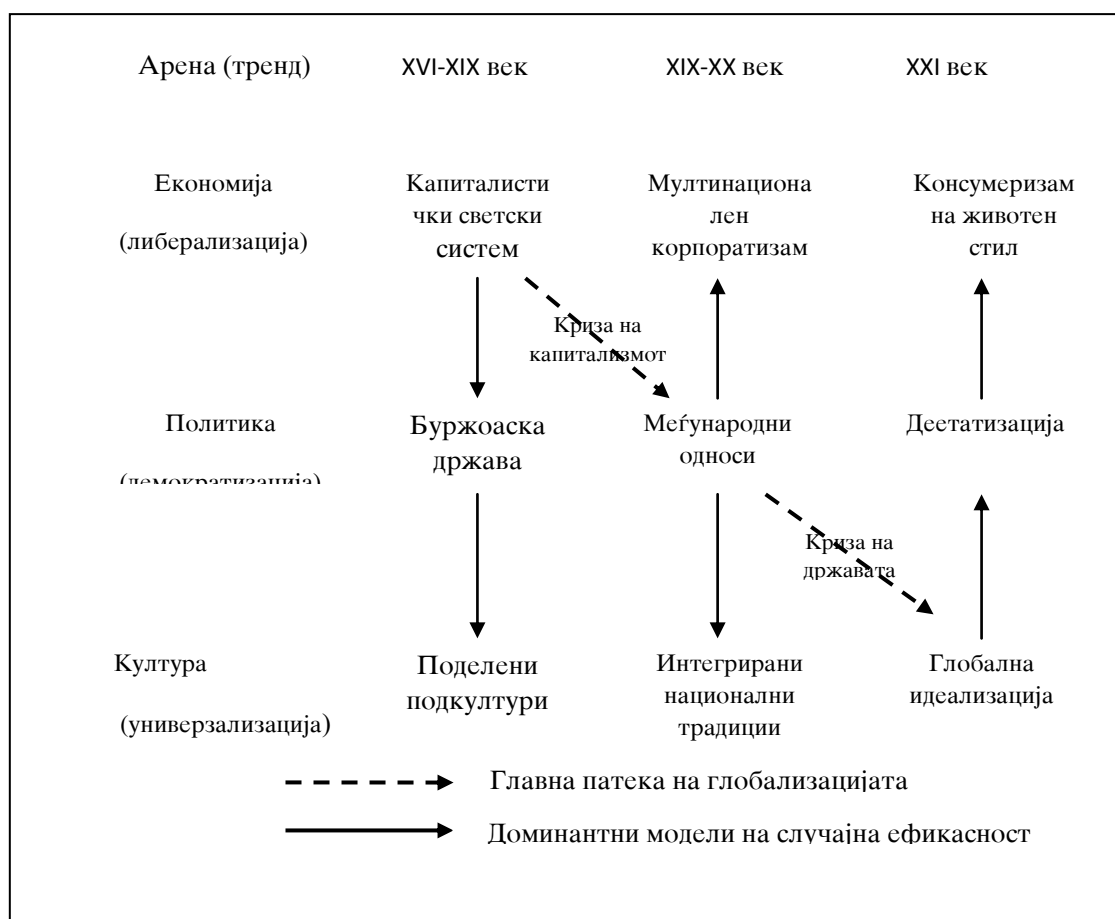 Арена (тренд) XVI-XIX век XIX-XX век XXI век
Економија Капиталисти Мултинациона Консумеризам
чки светски лен на животен
(либерализација) систем корпоратизам стил
Криза на
капитализмот
Политика Буржоаска Меѓународни Деетатизација
држава односи
(демократизација)
Криза на
државата
Култура Поделени Интегрирани Глобална
подкултури национални идеализација
(универзализација) традиции
Главна патека на глобализацијата
Доминантни модели на случајна ефикасност